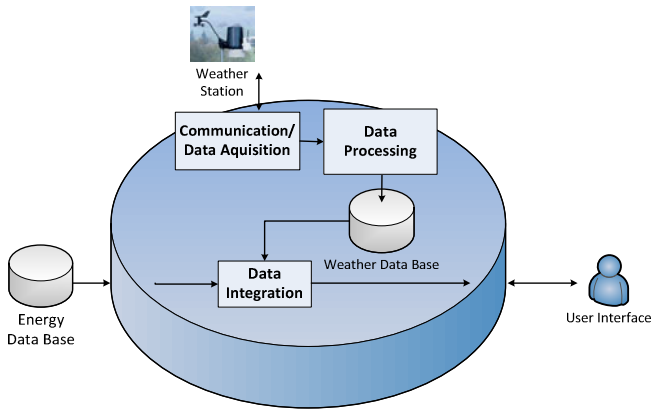 Weather
Station
Communication/
Data Aquisition
Data
Processing
Weather Data Base
Data
Integration
Energy
Data Base
User Interface